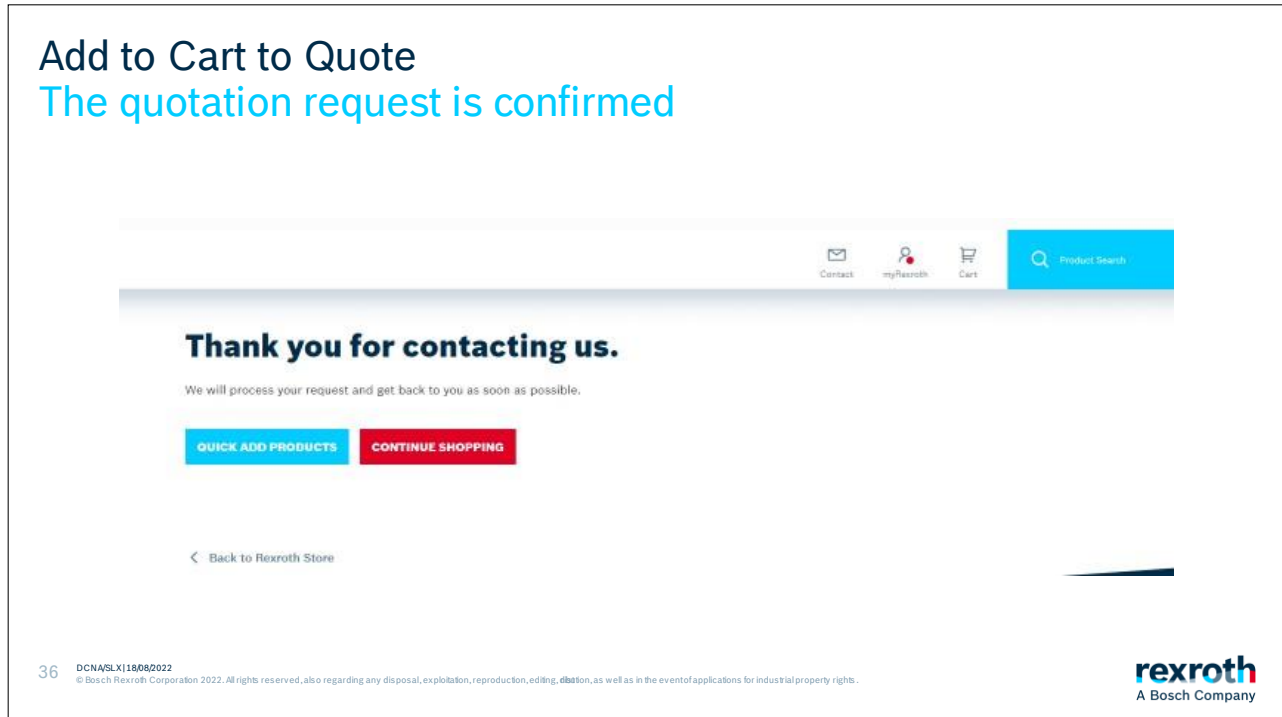 Add to Cart to Quote
The quotation request is confirmed
Contact
myRexroth
Cart
Product Search
Thank you for contacting us.
We will process your request and get back to you as soon as possible.
QUICK ADD PRODUCTS
CONTINUE SHOPPING
Back to Rexroth Store
36
DCNA/SLX | 18/08/2022
© Bosch Rexroth Corporation 2022. All rights reserved, also regarding any disposal, exploitation, reproduction, editing, as well as in the event of applications for industrial property rights.
rexroth
A Bosch Company